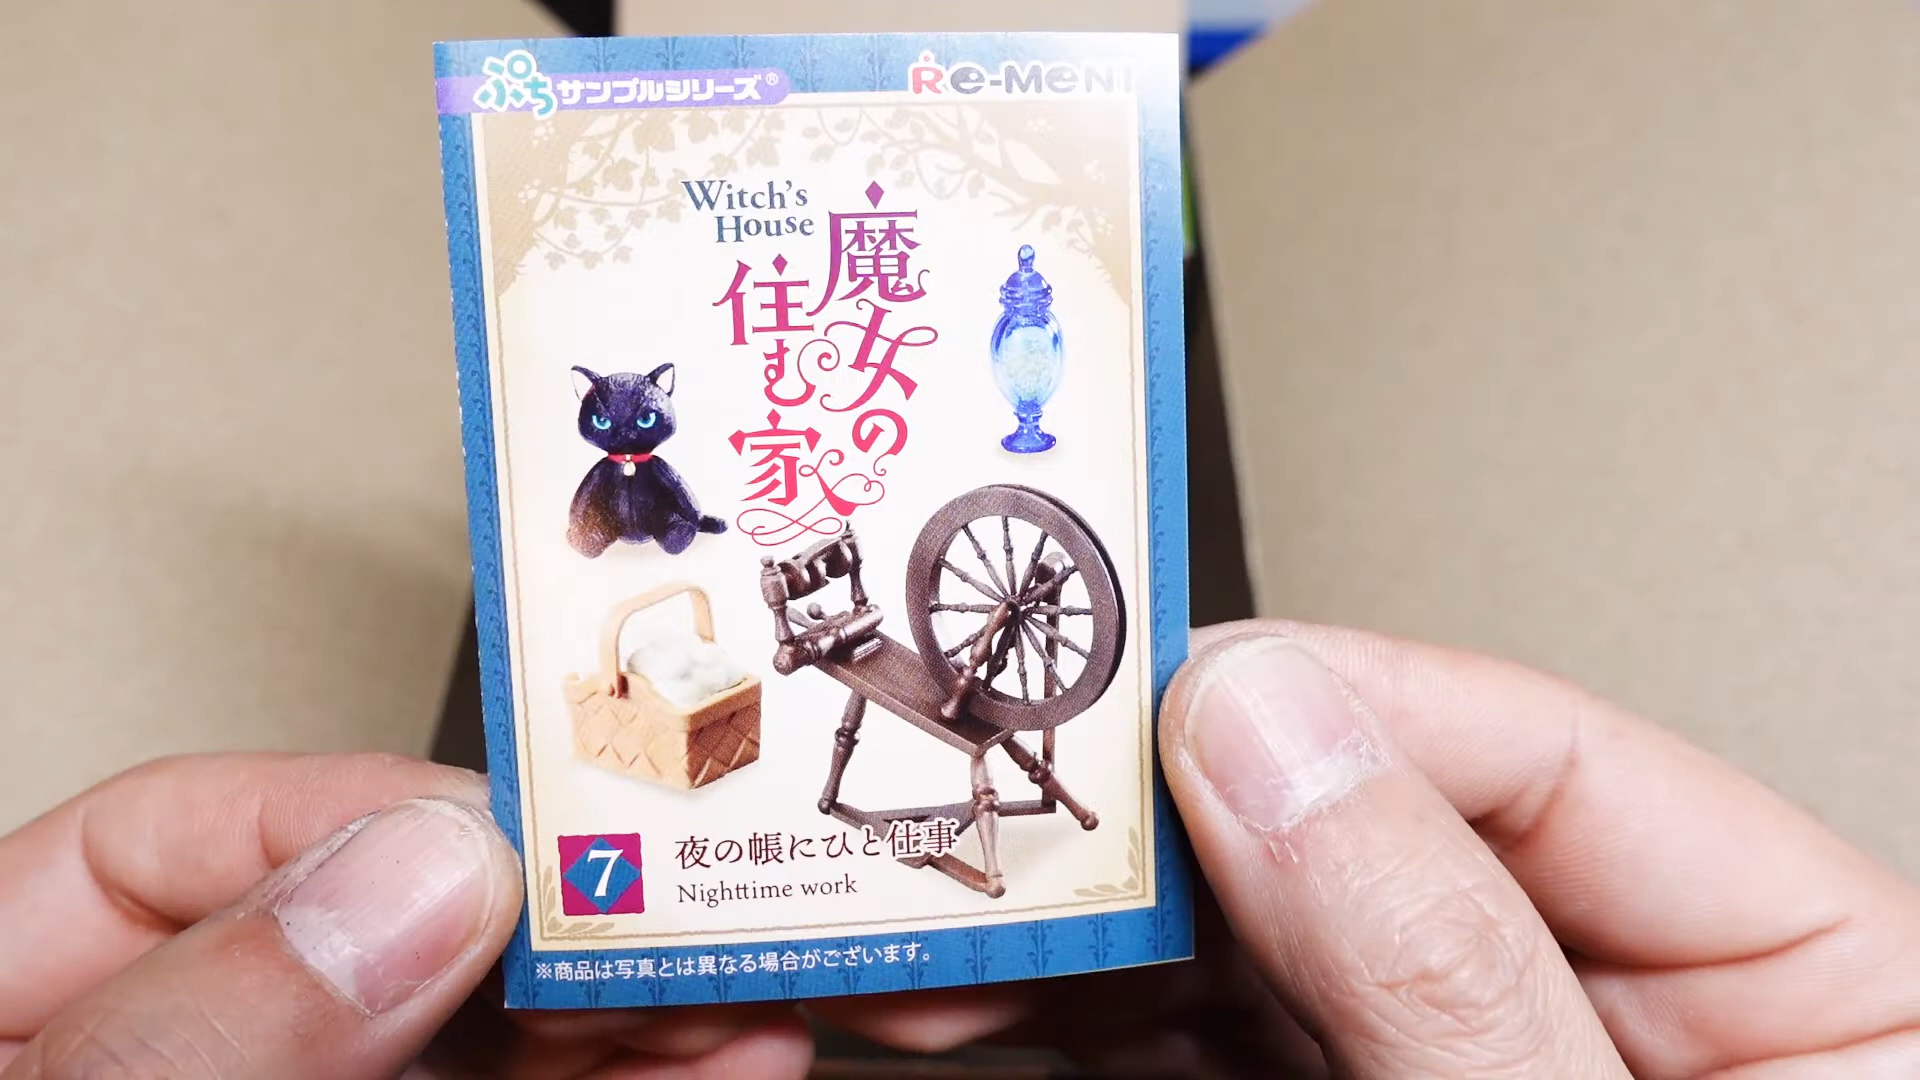 ぷちサンプルシリーズ®
Re-MeNT
Witch's
House
魔女の
住む家
7
夜の帳にひと仕事
Nighttime work
※商品は写真とは異なる場合がございます。